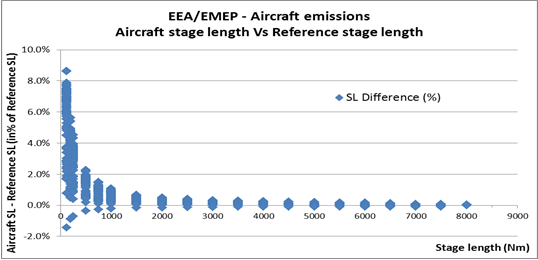 EEA/EMEP - Aircraft emissions
Aircraft stage length Vs Reference stage length
Aircraft SL - Reference SL (in% of Reference SL)
10.0%
8.0%
6.0%
4.0%
2.0%
0.0%
-2.0%
SL Difference (%)
0 1000 2000 3000 4000 5000 6000 7000 8000 9000
Stage length (Nm)